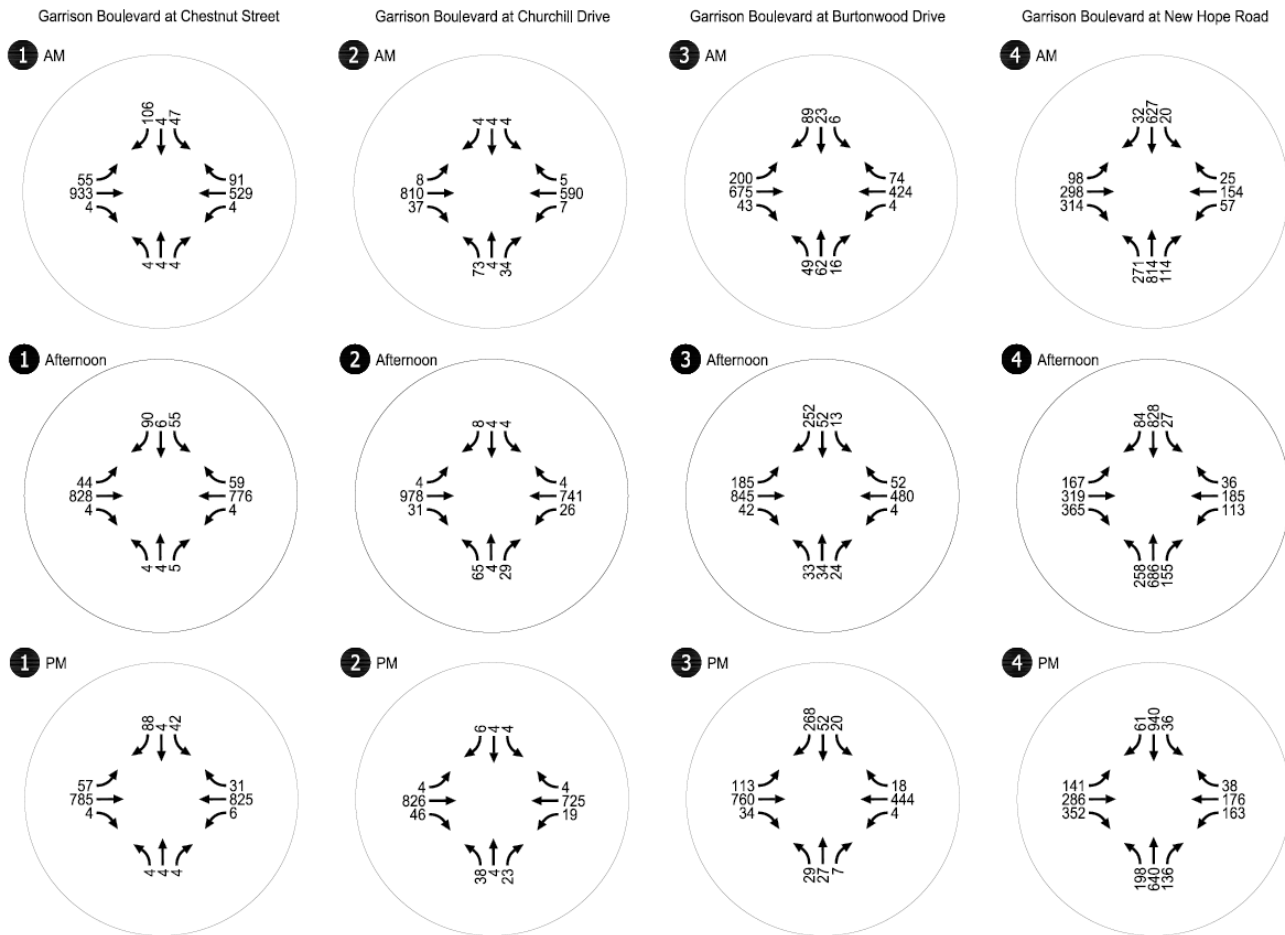 Garrison Boulevard at Chestnut Street
Garrison Boulevard at Churchill Drive
Garrison Boulevard at Burtonwood Drive
Garrison Boulevard at New Hope Road
1 AM
106 4 47
55
933
4
91
529
4
4 4 4
2 AM
4 4 4
8
810
37
5
590
7
73 4 34
3 AM
89 23 6
200
675
43
74
424
4
49 62 16
4 AM
32 627 20
98
298
314
25
154
57
271 814 114
1 Afternoon
90 6 55
44
828
4
59
776
4
4 4 5
2 Afternoon
8 4 4
4
978
31
4
741
26
65 4 29
3 Afternoon
252 52 13
185
845
42
52
480
4
33 34 24
4 Afternoon
84 828 27
167
319
365
36
185
113
258 686 155
1 PM
88 4 42
57
785
4
31
825
6
4 4 4
2 PM
6 4 4
4
826
46
4
725
19
38 4 23
3 PM
268 52 20
113
760
34
18
444
4
29 27 7
4 PM
61 940 36
141
286
352
38
176
163
198 640 136